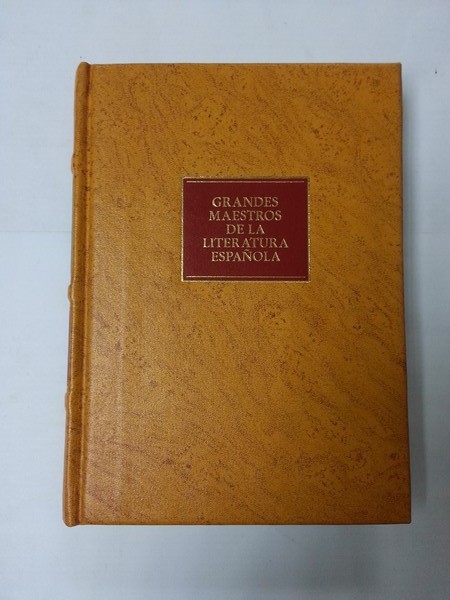 GRANDES
MAESTROS
DE LA
LITERATURA
ESPAÑOLA